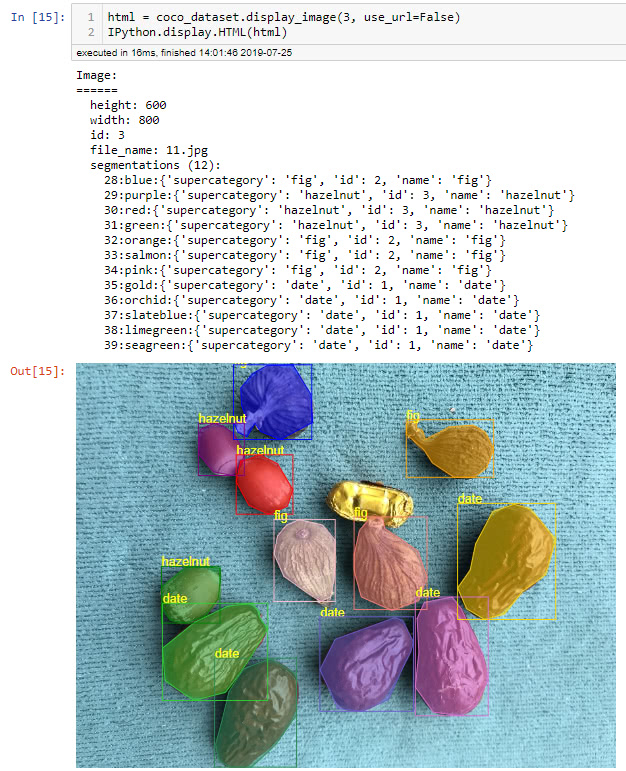 In [15]:
1 html = coco_dataset.display_image(3, use_url=False)
2 IPython.display.HTML(html)
executed in 16ms, finished 14:01:46 2019-07-25
Image:
======
height: 600
width: 800
id: 3
file_name: 11.jpg
segmentations (12):
28:blue:{'supercategory': 'fig', 'id': 2, 'name': 'fig'}
29:purple:{'supercategory': 'hazelnut', 'id': 3, 'name': 'hazelnut'}
30:red:{'supercategory': 'hazelnut', 'id': 3, 'name': 'hazelnut'}
31:green:{'supercategory': 'hazelnut', 'id': 3, 'name': 'hazelnut'}
32:orange:{'supercategory': 'fig', 'id': 2, 'name': 'fig'}
33:salmon:{'supercategory': 'fig', 'id': 2, 'name': 'fig'}
34:pink:{'supercategory': 'fig', 'id': 2, 'name': 'fig'}
35:gold:{'supercategory': 'date', 'id': 1, 'name': 'date'}
36:orchid:{'supercategory': 'date', 'id': 1, 'name': 'date'}
37:slateblue:{'supercategory': 'date', 'id': 1, 'name': 'date'}
38:limegreen:{'supercategory': 'date', 'id': 1, 'name': 'date'}
39:seagreen:{'supercategory': 'date', 'id': 1, 'name': 'date'}
Out[15]:
hazelnut
fig
hazelnut
date
fig
fig
hazelnut
date
date
date
date